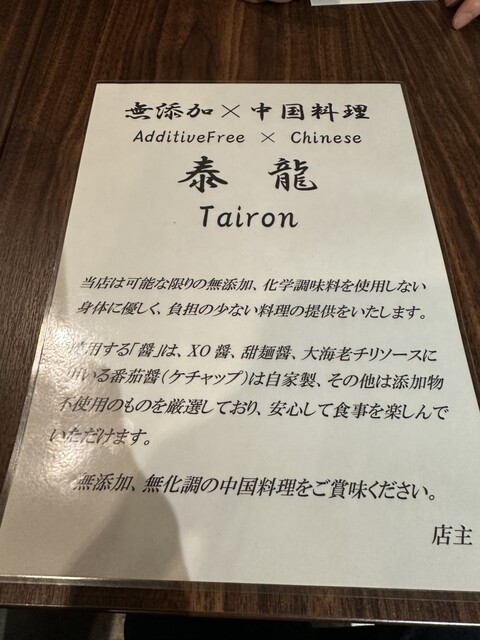 無添加×中国料理
AdditiveFree × Chinese
泰 龍
Tairon
当店は可能な限りの無添加、化学調味料を使用しない
身体に優しく、負担の少ない料理の提供をいたします。
使用する「醤」は、XO醤、甜麺醤、大海老チリソースに
用いる番茄醤(ケチャップ)は自家製、その他は添加物
不使用のものを厳選しており、安心して食事を楽しんで
いただけます。
無添加、無化調の中国料理をご賞味ください。
店主